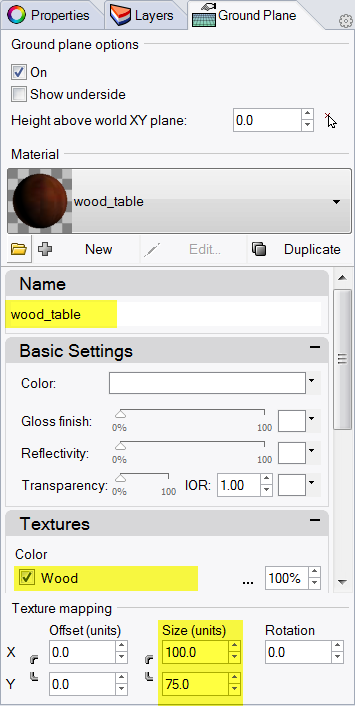 Properties Layers Ground Plane
Ground plane options
On
Show underside
Height above world XY plane: 0.0
Material
wood_table
New Edit... Duplicate
Name
wood_table
Basic Settings
Color:
Gloss finish:
0% 100
Reflectivity:
0% 100
Transparency: IOR: 1.00
0% 100
Textures
Color
Wood ... 100%
Texture mapping
Offset (units) Size (units) Rotation
X 0.0 100.0 0.0
Y 0.0 75.0